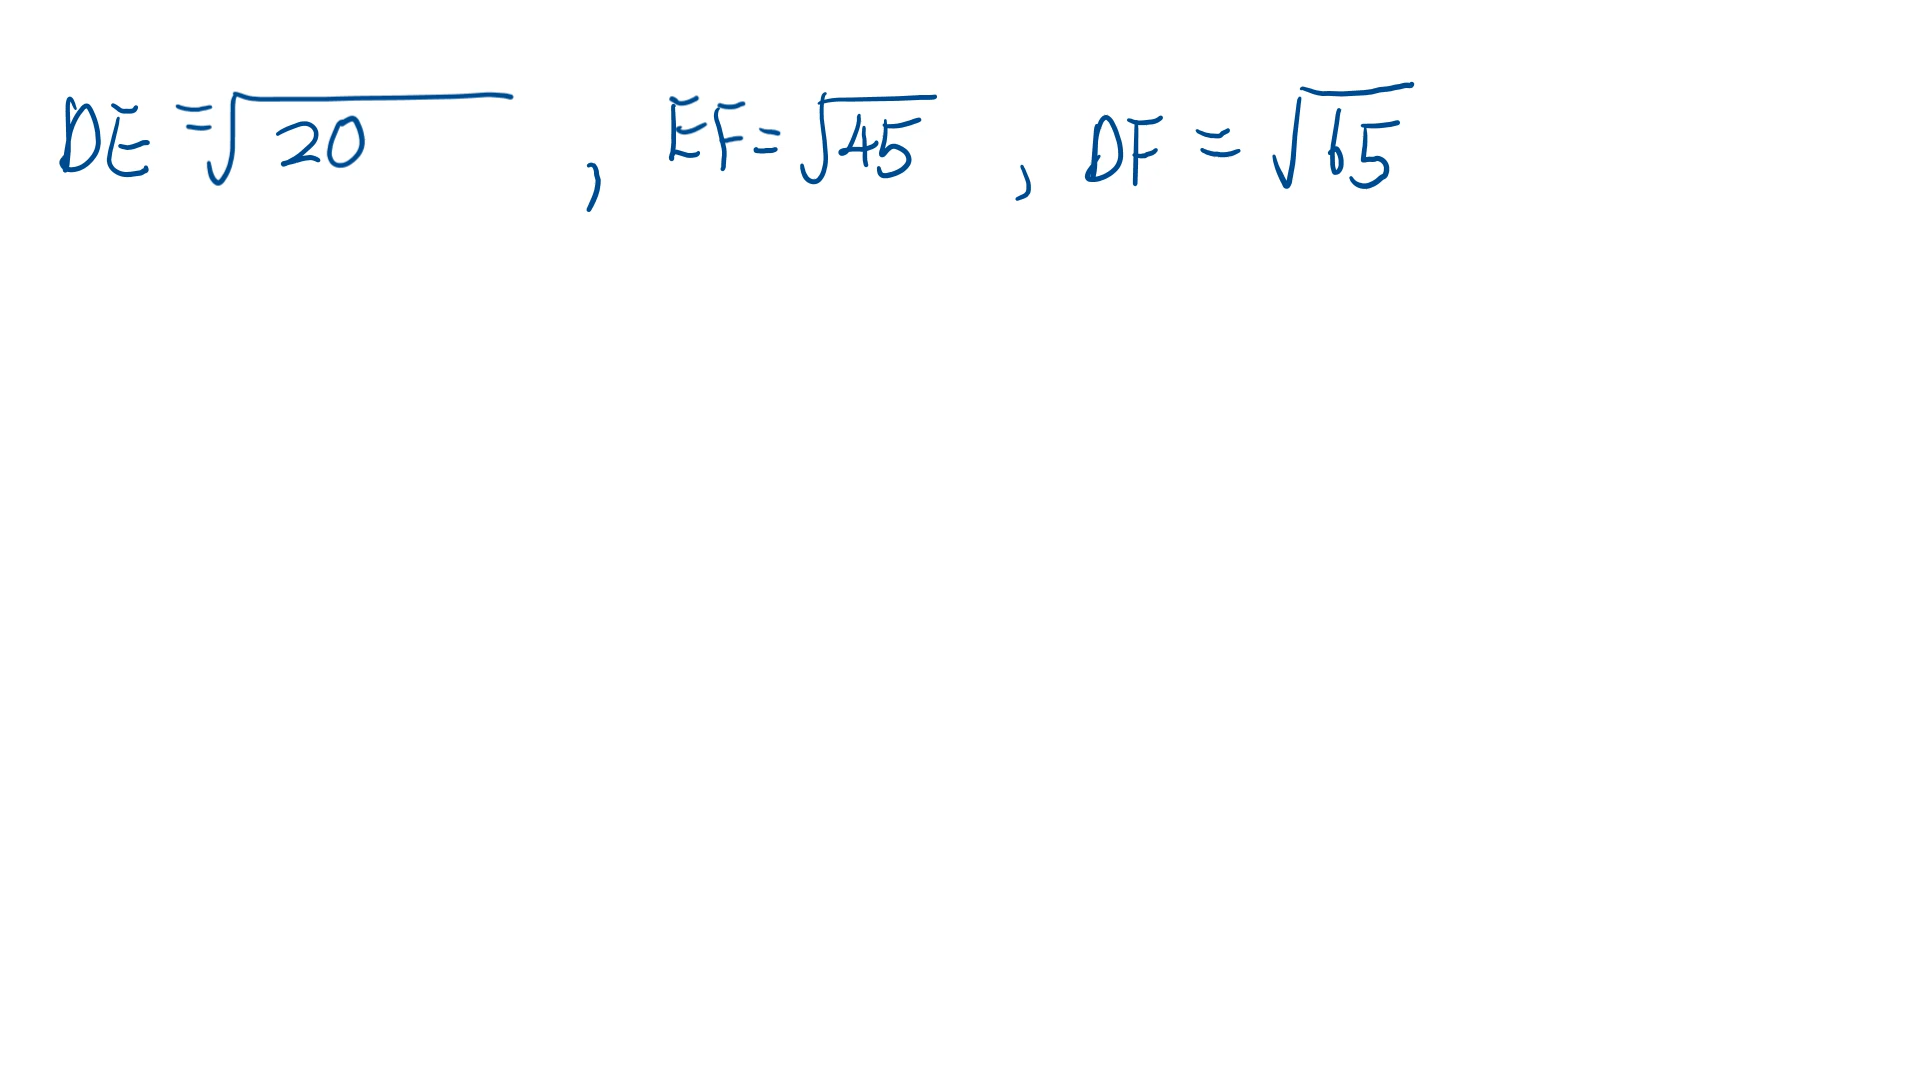 DE = √20 , EF = √45 , DF = √65